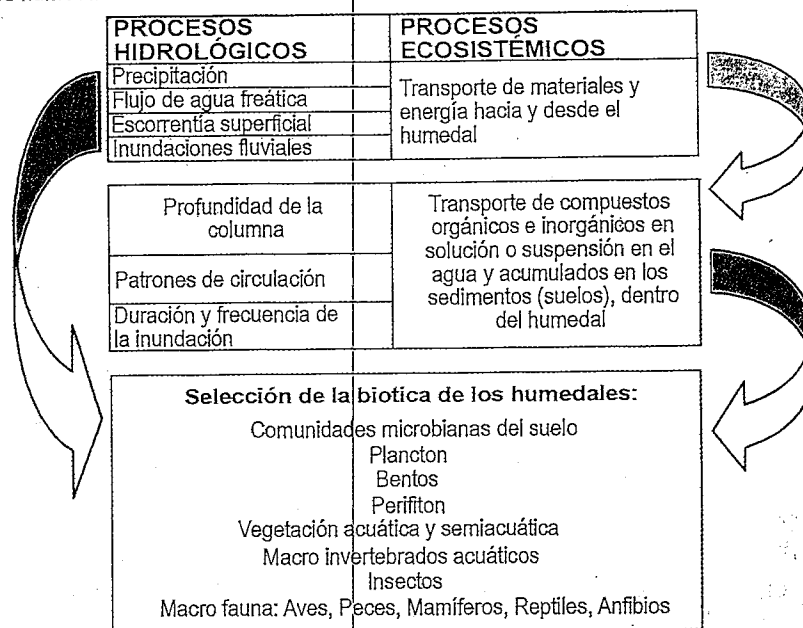 PROCESOS
HIDROLÓGICOS
PROCESOS
ECOSISTÉMICOS
Precipitación
Flujo de agua freática
Escorrentía superficial
Inundaciones fluviales
Transporte de materiales y
energía hacia y desde el
humedal
Profundidad de la
columna
Patrones de circulación
Duración y frecuencia de
la inundación
Transporte de compuestos
orgánicos e inorgánicos en
solución o suspensión en el
agua y acumulados en los
sedimentos (suelos), dentro
del humedal
Selección de la biotica de los humedales:
Comunidades microbianas del suelo
Plancton
Bentos
Perifiton
Vegetación acuática y semiacuática
Macro invertebrados acuáticos
Insectos
Macro fauna: Aves, Peces, Mamíferos, Reptiles, Anfibios